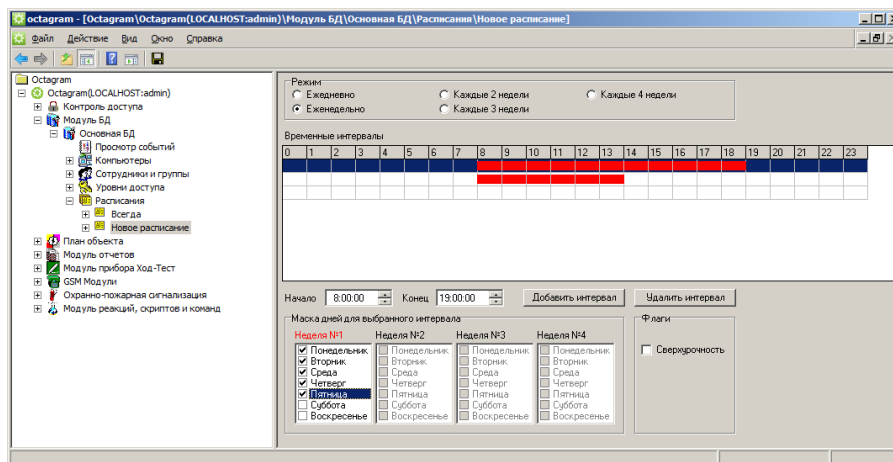 octagram - [Octagram\Octagram(LOCALHOST:admin)\Модуль БД\Основная БД\Расписания\Новое расписание]
Файл Действие Вид Окно Справка
Octagram
Octagram(LOCALHOST:admin)
Контроль доступа
Модуль БД
Основная БД
Просмотр событий
Компьютеры
Сотрудники и группы
Уровни доступа
Расписания
Всегда
Новое расписание
План объекта
Модуль отчетов
Модуль прибора Ход-Тест
GSM Модули
Охранно-пожарная сигнализация
Модуль реакций, скриптов и команд
Режим
Ежедневно Каждые 2 недели Каждые 4 недели
Еженедельно Каждые 3 недели
Временные интервалы
0 1 2 3 4 5 6 7 8 9 10 11 12 13 14 15 16 17 18 19 20 21 22 23
Начало 8:00:00 Конец 19:00:00 Добавить интервал Удалить интервал
Маска дней для выбранного интервала Флаги
Неделя №1 Неделя №2 Неделя №3 Неделя №4
Понедельник Понедельник Понедельник Понедельник Сверхурочность
Вторник Вторник Вторник Вторник
Среда Среда Среда Среда
Четверг Четверг Четверг Четверг
Пятница Пятница Пятница Пятница
Суббота Суббота Суббота Суббота
Воскресенье Воскресенье Воскресенье Воскресенье